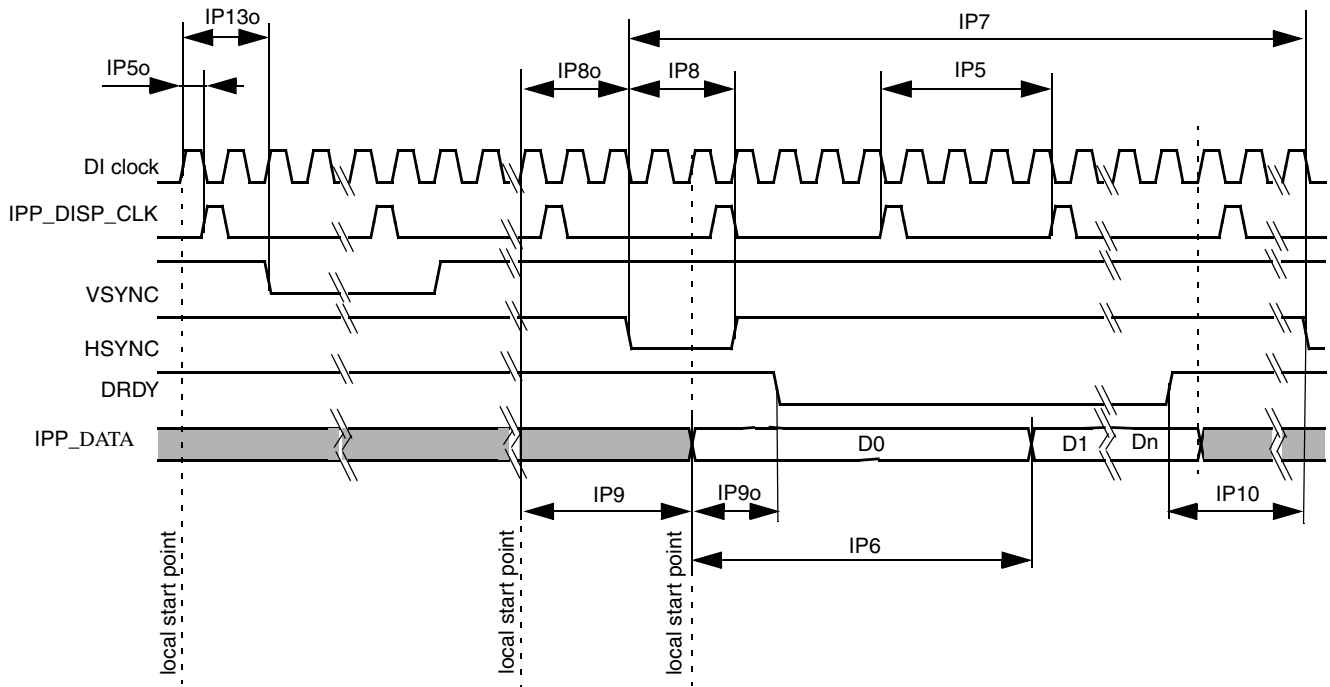 IP13o
IP7
IP5o
IP8o
IP8
IP5
DI clock
IPP_DISP_CLK
VSYNC
HSYNC
DRDY
IPP_DATA
D0
D1
Dn
IP9
IP9o
IP10
IP6
local start point
local start point
local start point